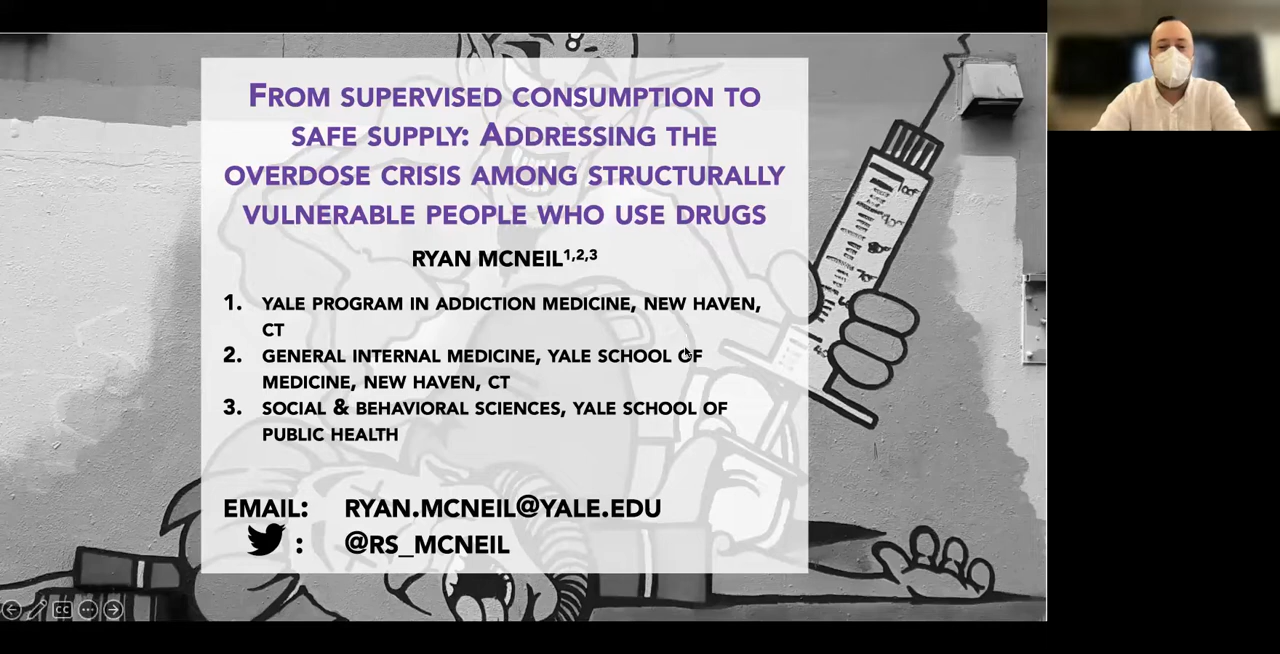 FROM SUPERVISED CONSUMPTION TO
SAFE SUPPLY: ADDRESSING THE
OVERDOSE CRISIS AMONG STRUCTURALLY
VULNERABLE PEOPLE WHO USE DRUGS
RYAN MCNEIL1,2,3
1. YALE PROGRAM IN ADDICTION MEDICINE, NEW HAVEN,
CT
2. GENERAL INTERNAL MEDICINE, YALE SCHOOL OF
MEDICINE, NEW HAVEN, CT
3. SOCIAL & BEHAVIORAL SCIENCES, YALE SCHOOL OF
PUBLIC HEALTH
EMAIL: RYAN.MCNEIL@YALE.EDU
: @RS_MCNEIL
CC